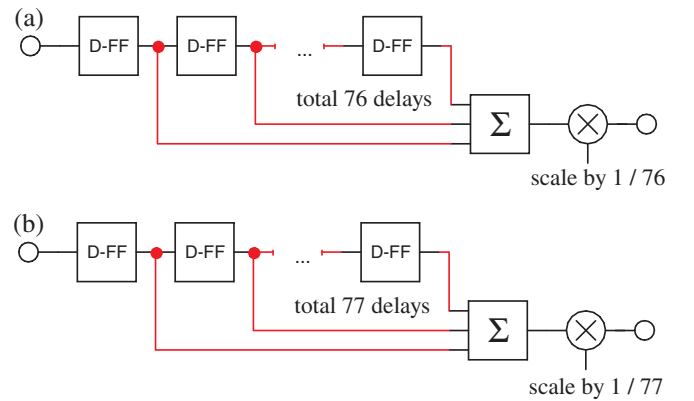 (a)
D-FF D-FF ... D-FF
total 76 delays
Σ
scale by 1 / 76
(b)
D-FF D-FF ... D-FF
total 77 delays
Σ
scale by 1 / 77